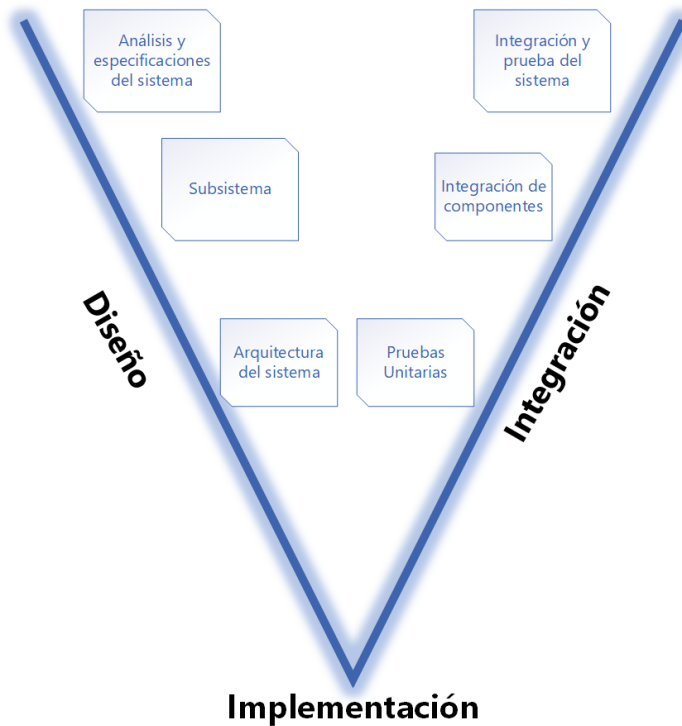 Análisis y
especificaciones
del sistema
Integración y
prueba del
sistema
Subsistema
Integración de
componentes
Diseño
Integración
Arquitectura
del sistema
Pruebas
Unitarias
Implementación